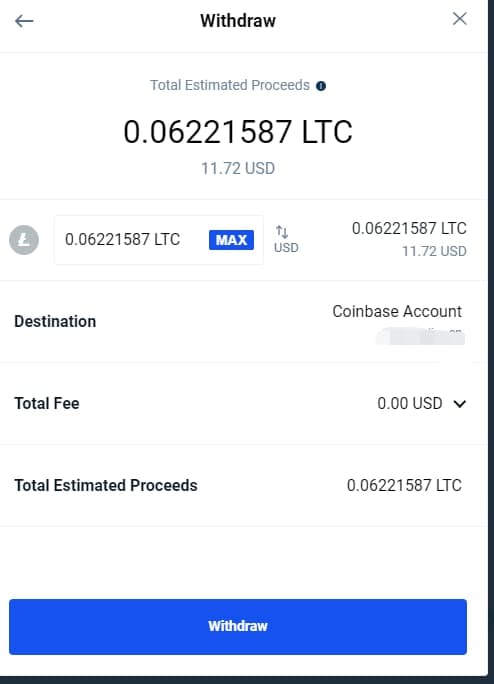 Withdraw
Total Estimated Proceeds
0.06221587 LTC
11.72 USD
0.06221587 LTC MAX USD 0.06221587 LTC
11.72 USD
Destination Coinbase Account
Total Fee 0.00 USD
Total Estimated Proceeds 0.06221587 LTC
Withdraw